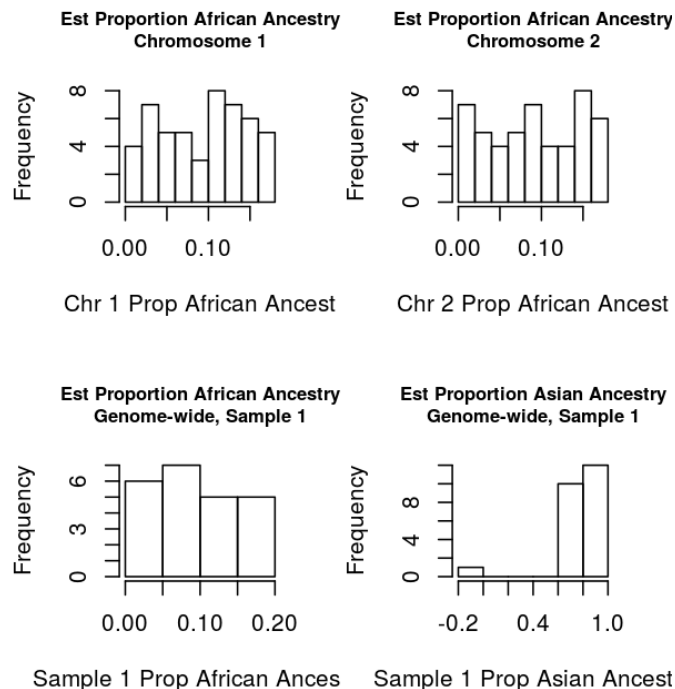 Est Proportion African Ancestry
Chromosome 1
Est Proportion African Ancestry
Chromosome 2
Frequency
0 4 8
0.00 0.10
Chr 1 Prop African Ancest
Frequency
0 4 8
0.00 0.10
Chr 2 Prop African Ancest
Est Proportion African Ancestry
Genome-wide, Sample 1
Est Proportion Asian Ancestry
Genome-wide, Sample 1
Frequency
0 3 6
0.00 0.10 0.20
Sample 1 Prop African Ances
Frequency
0 4 8
-0.2 0.4 1.0
Sample 1 Prop Asian Ancest